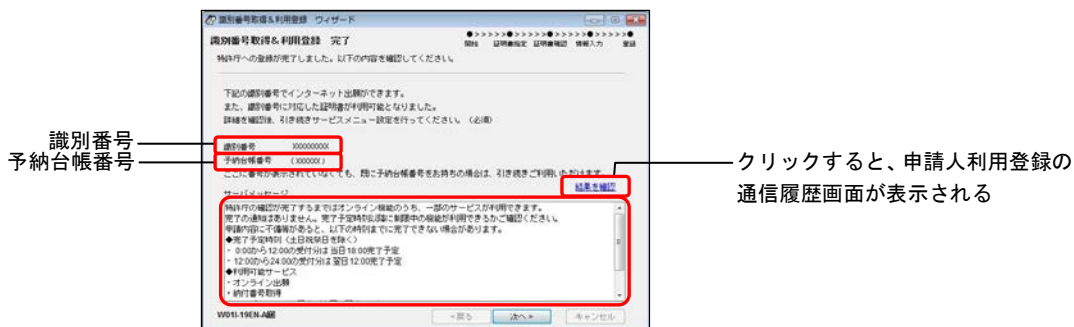 識別番号取得&利用登録 ウィザード
識別番号取得&利用登録 完了
●>>>>>●>>>>>●>>>>>●>>>>>●
開始 証明書指定 証明書確認 情報入力 登録
特許庁への登録が完了しました。以下の内容を確認してください。
下記の識別番号でインターネット出願ができます。
また、識別番号に対応した証明書が利用可能となりました。
詳細を確認後、引き続きサービスメニュー設定を行ってください。（必須）
識別番号
予納台帳番号
識別番号 XXXXXXXXX
予納台帳番号 （XXXXXX）
ここに番号が表示されていなくても、既に予納台帳番号をお持ちの場合は、引き続きご利用いただけます。
結果を確認
クリックすると、申請人利用登録の
通信履歴画面が表示される
サーバメッセージ
特許庁の確認が完了するまではオンライン機能のうち、一部のサービスが利用できます。
完了の通知はありません。完了予定時刻以降に制限中の機能が利用できるかご確認ください。
申請内容に不備等があると、以下の時刻までに完了できない場合があります。
◆完了予定時刻（土日祝祭日を除く）
・ 0:00から12:00の受付分は 当日18:00完了予定
・ 12:00から24:00の受付分は 翌日12:00完了予定
◆利用可能サービス
・オンライン出願
・納付番号取得
W01I-19EN-A図
<戻る 次へ> キャンセル